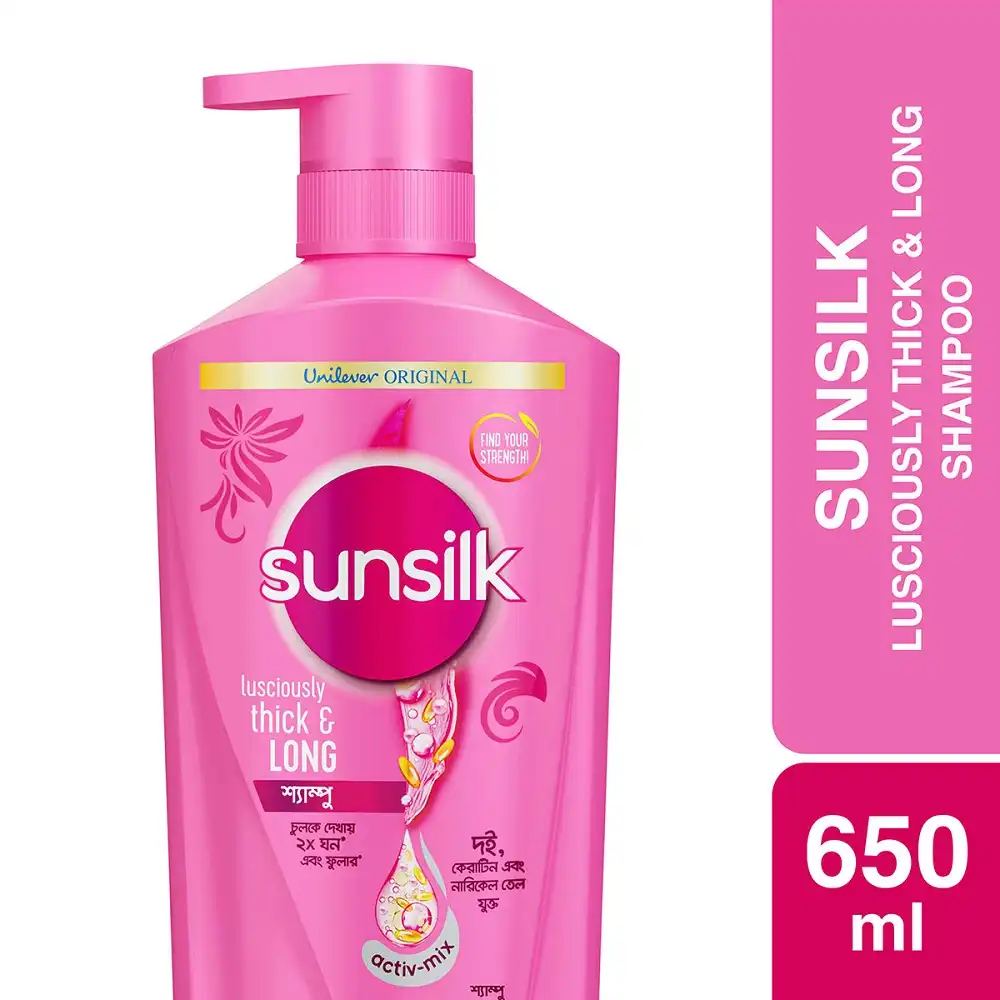 Unilever ORIGINAL
FIND YOUR
STRENGTH!
sunsilk
lusciously
thick &
LONG
শ্যাম্পু
চুলকে দেখায়
২x ঘন*
এবং ফুলার*
দই,
কেরাটিন এবং
নারিকেল তেল
যুক্ত
activ-mix
শ্যাম্পু
SUNSILK
LUSCIOUSLY THICK & LONG
SHAMPOO
650
ml